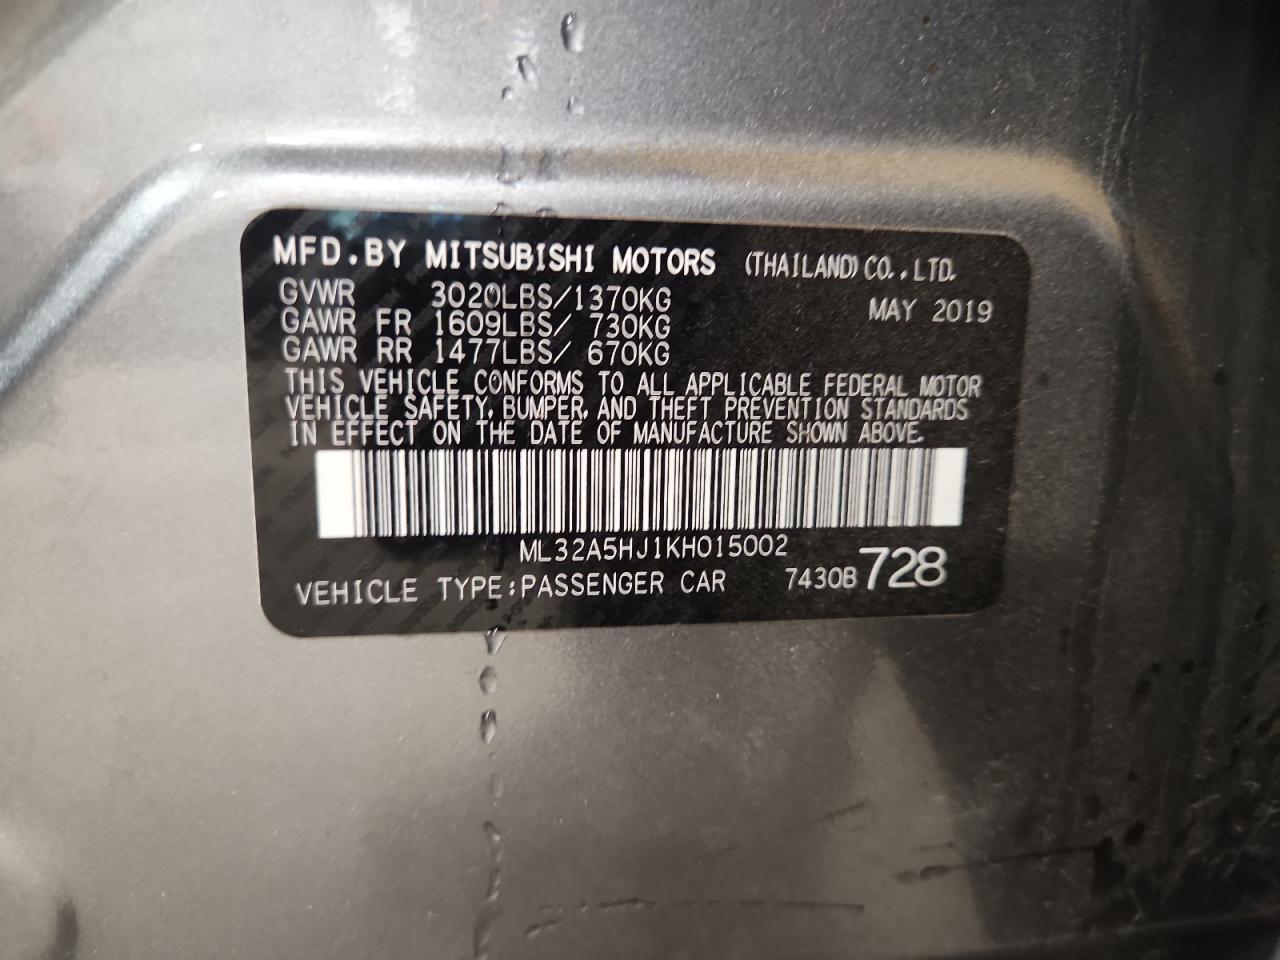 MFD.BY MITSUBISHI MOTORS (THAILAND) CO.,LTD.
GVWR 3020LBS/1370KG MAY 2019
GAWR FR 1609LBS/ 730KG
GAWR RR 1477LBS/ 670KG
THIS VEHICLE CONFORMS TO ALL APPLICABLE FEDERAL MOTOR
VEHICLE SAFETY, BUMPER, AND THEFT PREVENTION STANDARDS
IN EFFECT ON THE DATE OF MANUFACTURE SHOWN ABOVE.
ML32A5HJ1KH015002
VEHICLE TYPE:PASSENGER CAR 7430B 728